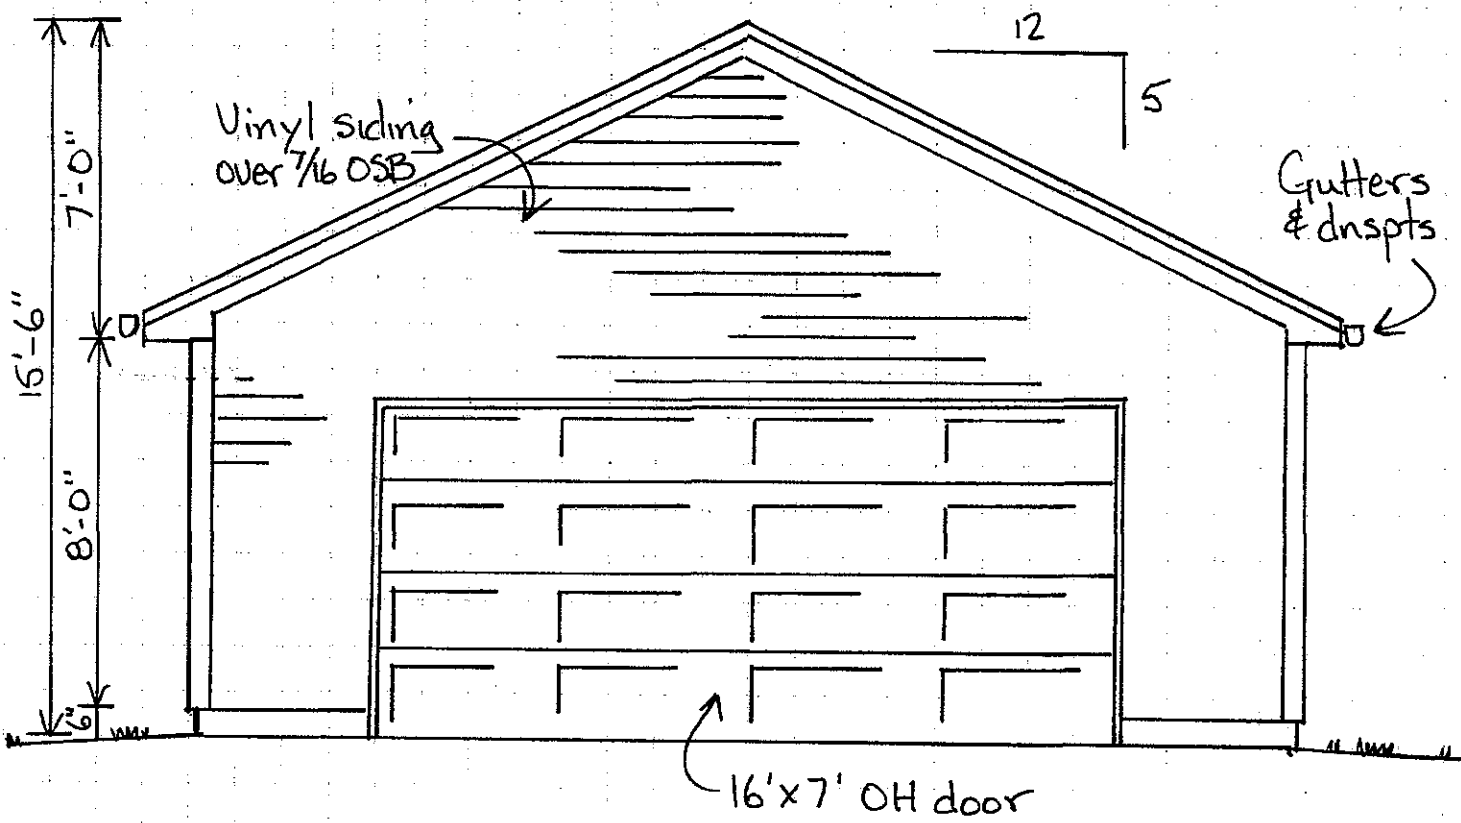 12
5
Vinyl siding
over 7/16 OSB
Gutters
& dnspts
7'-0"
15'-6"
8'-0"
6"
16'x7' OH door